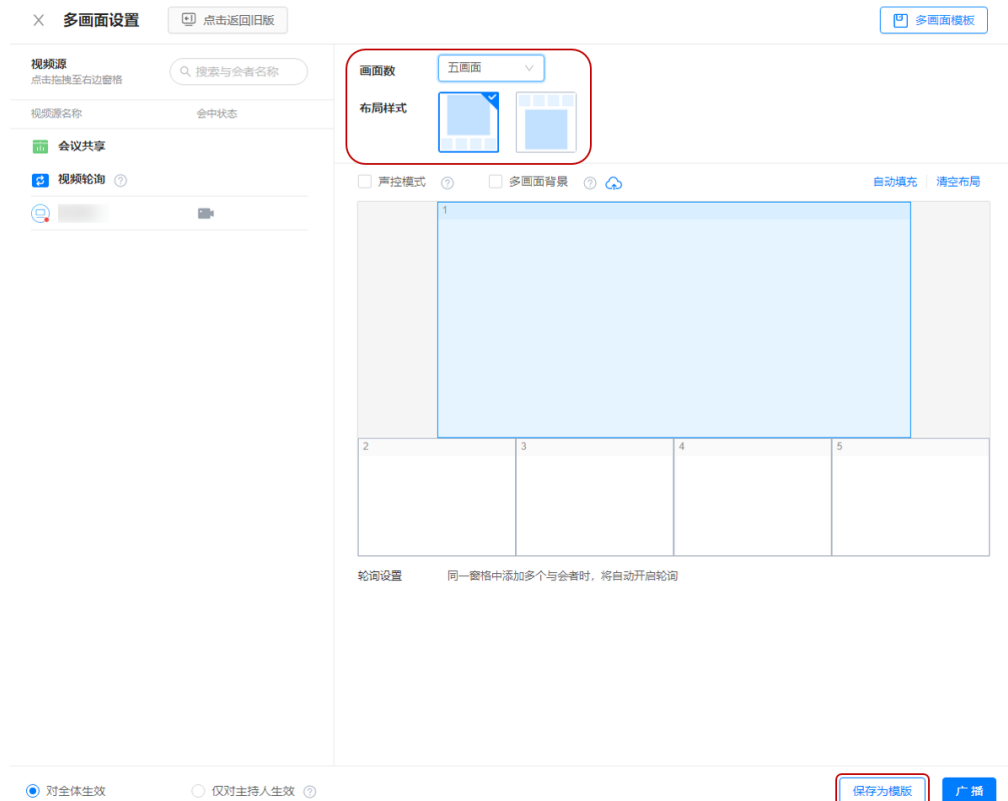 多画面设置
点击返回旧版
多画面模板
视频源
点击拖拽至右边窗格
搜索与会者名称
视频源名称
会中状态
会议共享
视频轮询
画面数
五画面
布局样式
声控模式
多画面背景
自动填充
清空布局
1
2
3
4
5
轮询设置
同一窗格中添加多个与会者时，将自动开启轮询
对全体生效
仅对主持人生效
保存为模版
广播